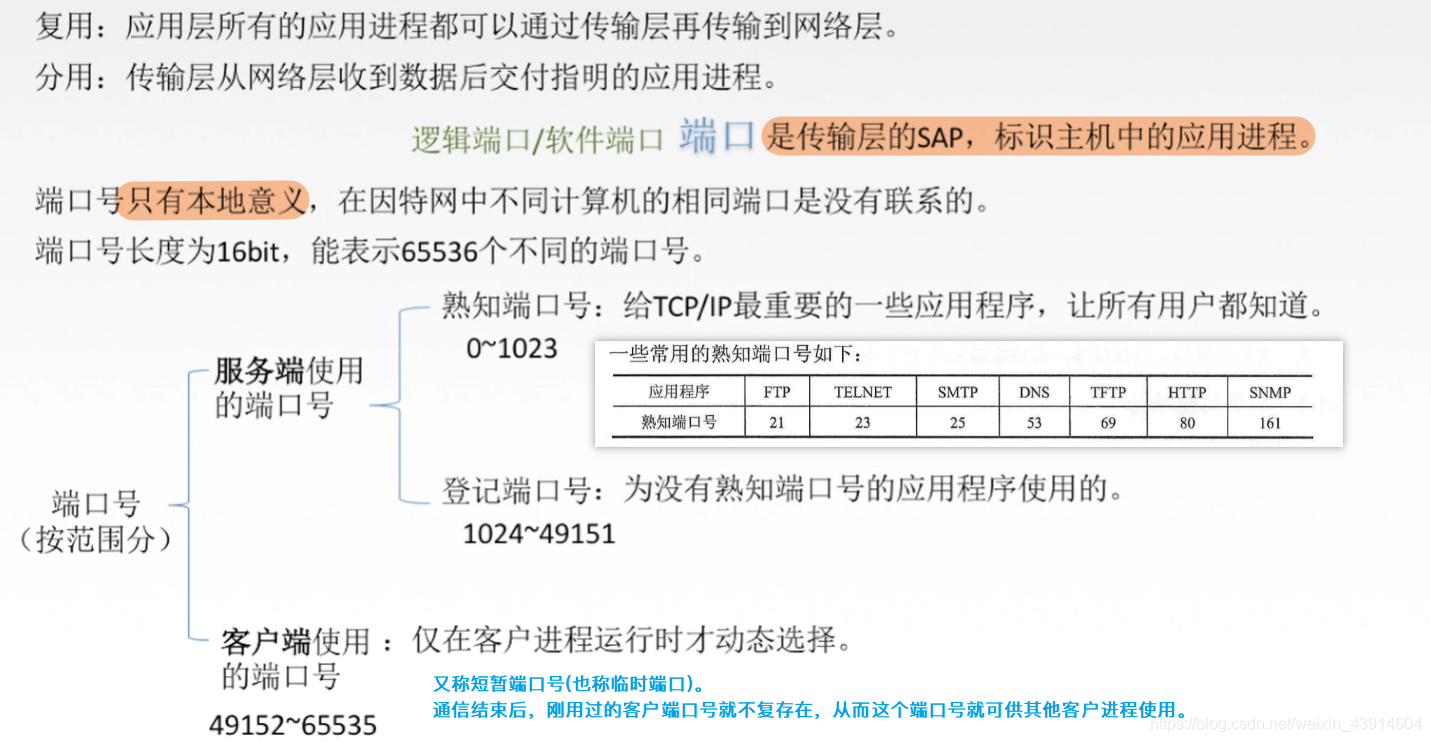 复用：应用层所有的应用进程都可以通过传输层再传输到网络层。
分用：传输层从网络层收到数据后交付指明的应用进程。
逻辑端口/软件端口 端口 是传输层的SAP，标识主机中的应用进程。
端口号只有本地意义，在因特网中不同计算机的相同端口是没有联系的。
端口号长度为16bit，能表示65536个不同的端口号。
熟知端口号：给TCP/IP最重要的一些应用程序，让所有用户都知道。
0~1023
一些常用的熟知端口号如下：
应用程序 FTP TELNET SMTP DNS TFTP HTTP SNMP
熟知端口号 21 23 25 53 69 80 161
服务端使用
的端口号
登记端口号：为没有熟知端口号的应用程序使用的。
1024~49151
端口号
（按范围分）
客户端使用：仅在客户进程运行时才动态选择。
的端口号
又称短暂端口号(也称临时端口)。
通信结束后，刚用过的客户端口号就不复存在，从而这个端口号就可供其他客户进程使用。
49152~65535
https://blog.csdn.net/weixin_43914604